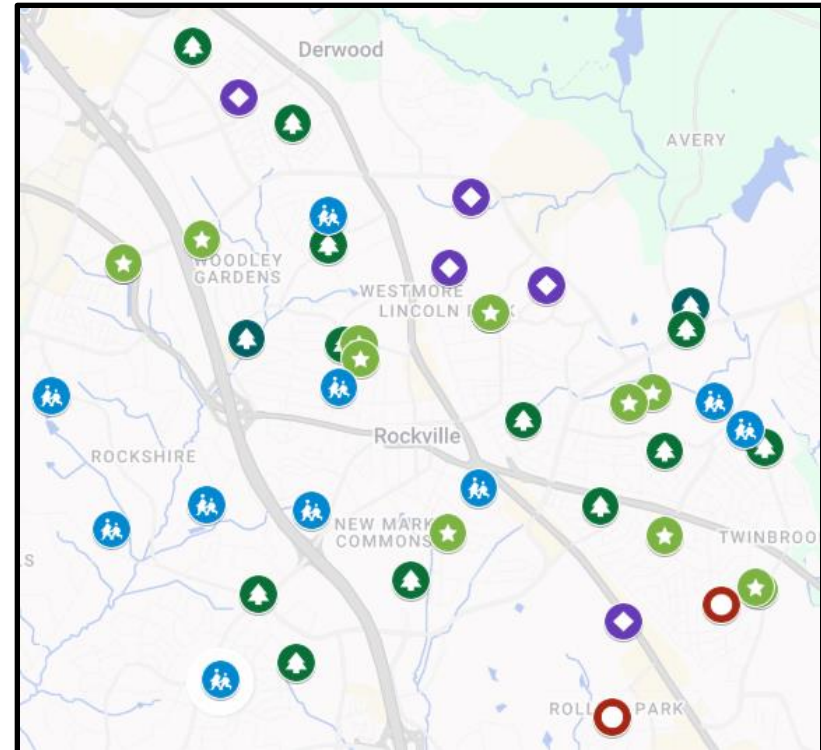 Derwood
AVERY
WOODLEY
GARDENS
WESTMORE
LINCOLN
Rockville
ROCKSHIRE
NEW MARK
COMMONS
TWINBROO
S
PARK